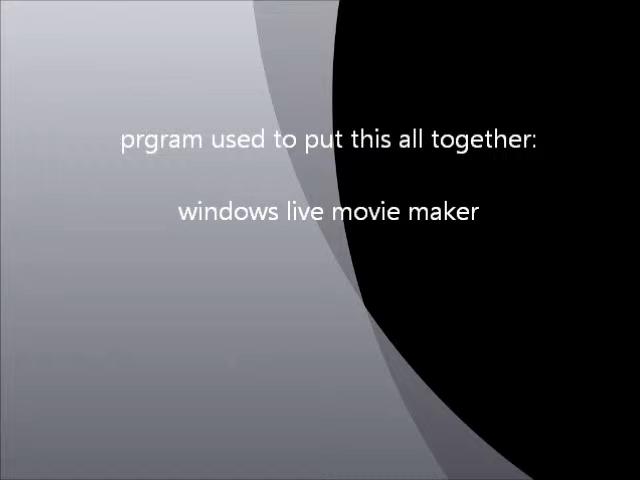 prgram used to put this all together:
windows live movie maker